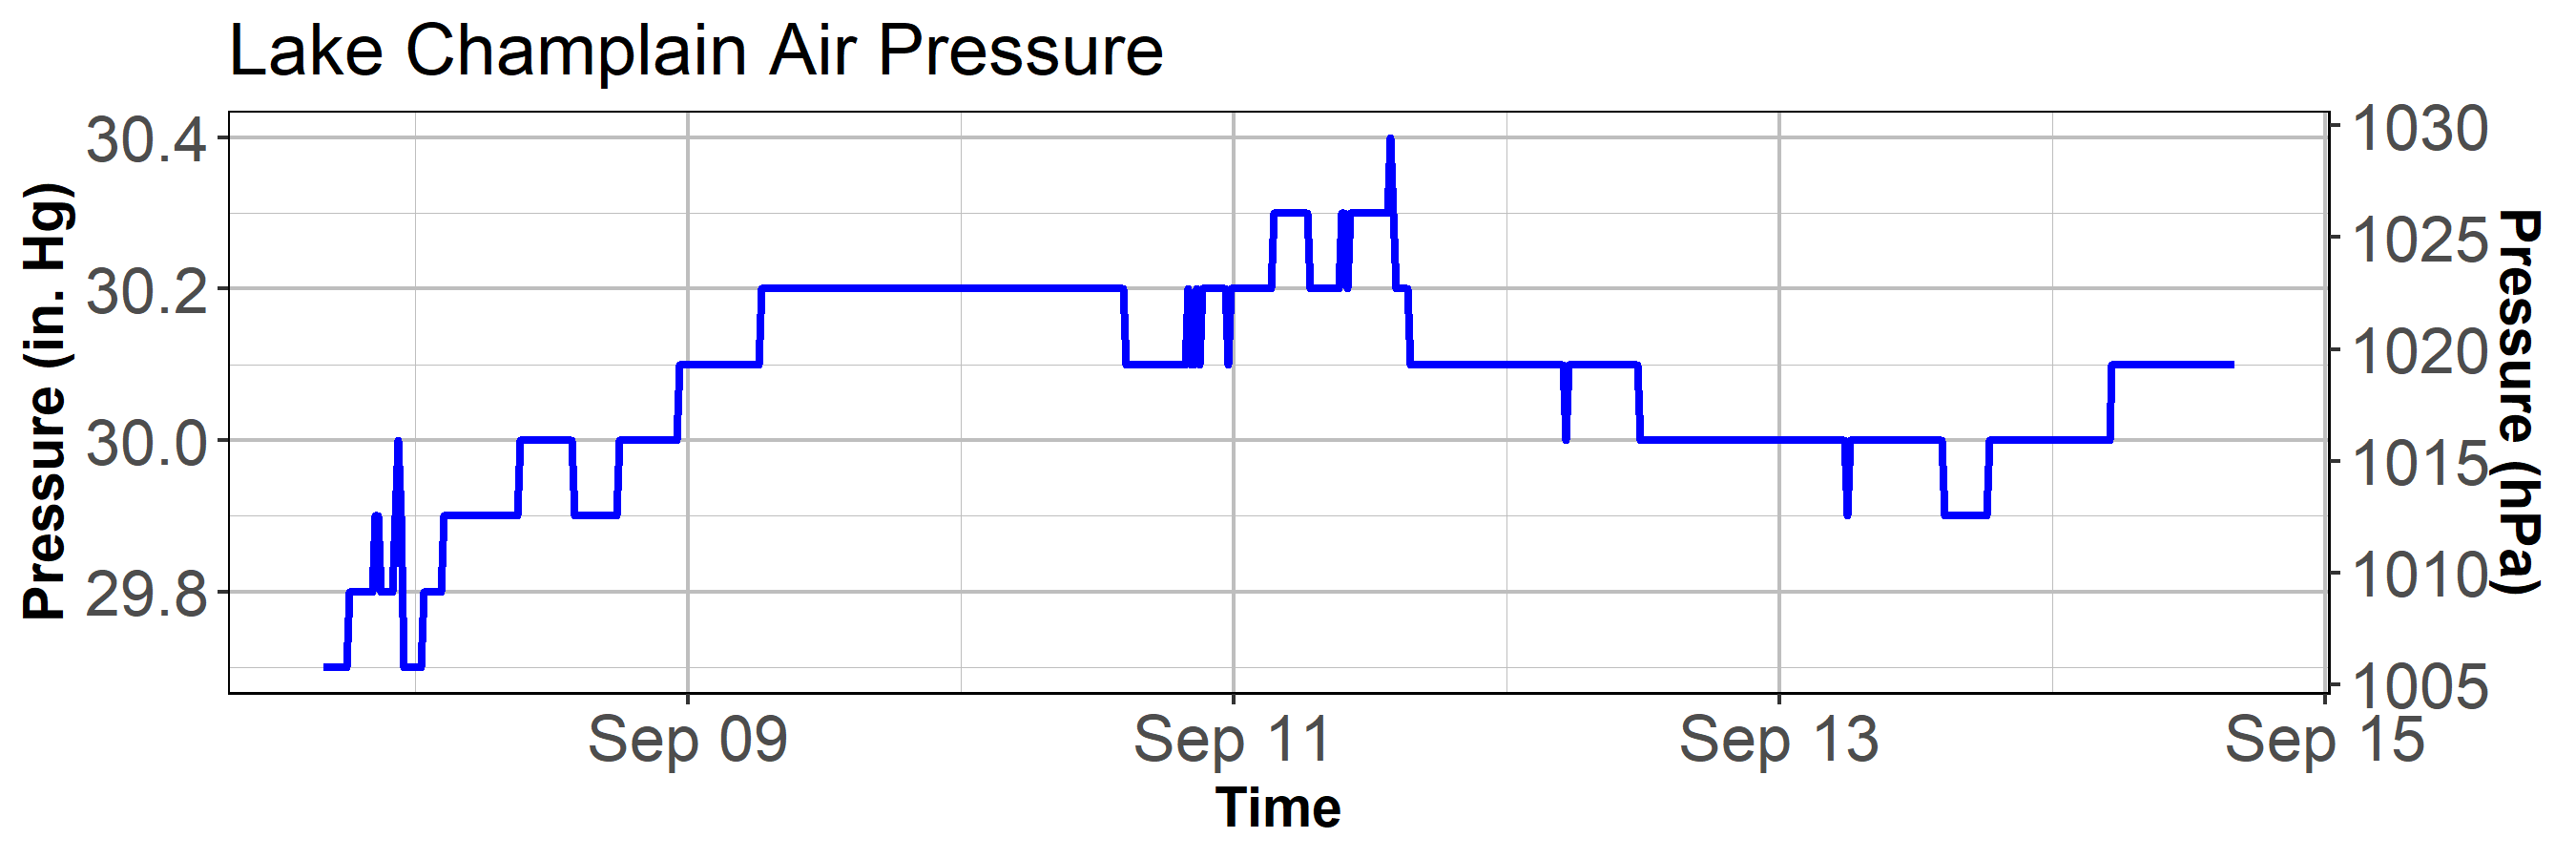 Lake Champlain Air Pressure
Pressure (in. Hg)
30.4
30.2
30.0
29.8
1030
1025
1020
1015
1010
1005
Pressure (hPa)
Sep 09
Sep 11
Sep 13
Sep 15
Time